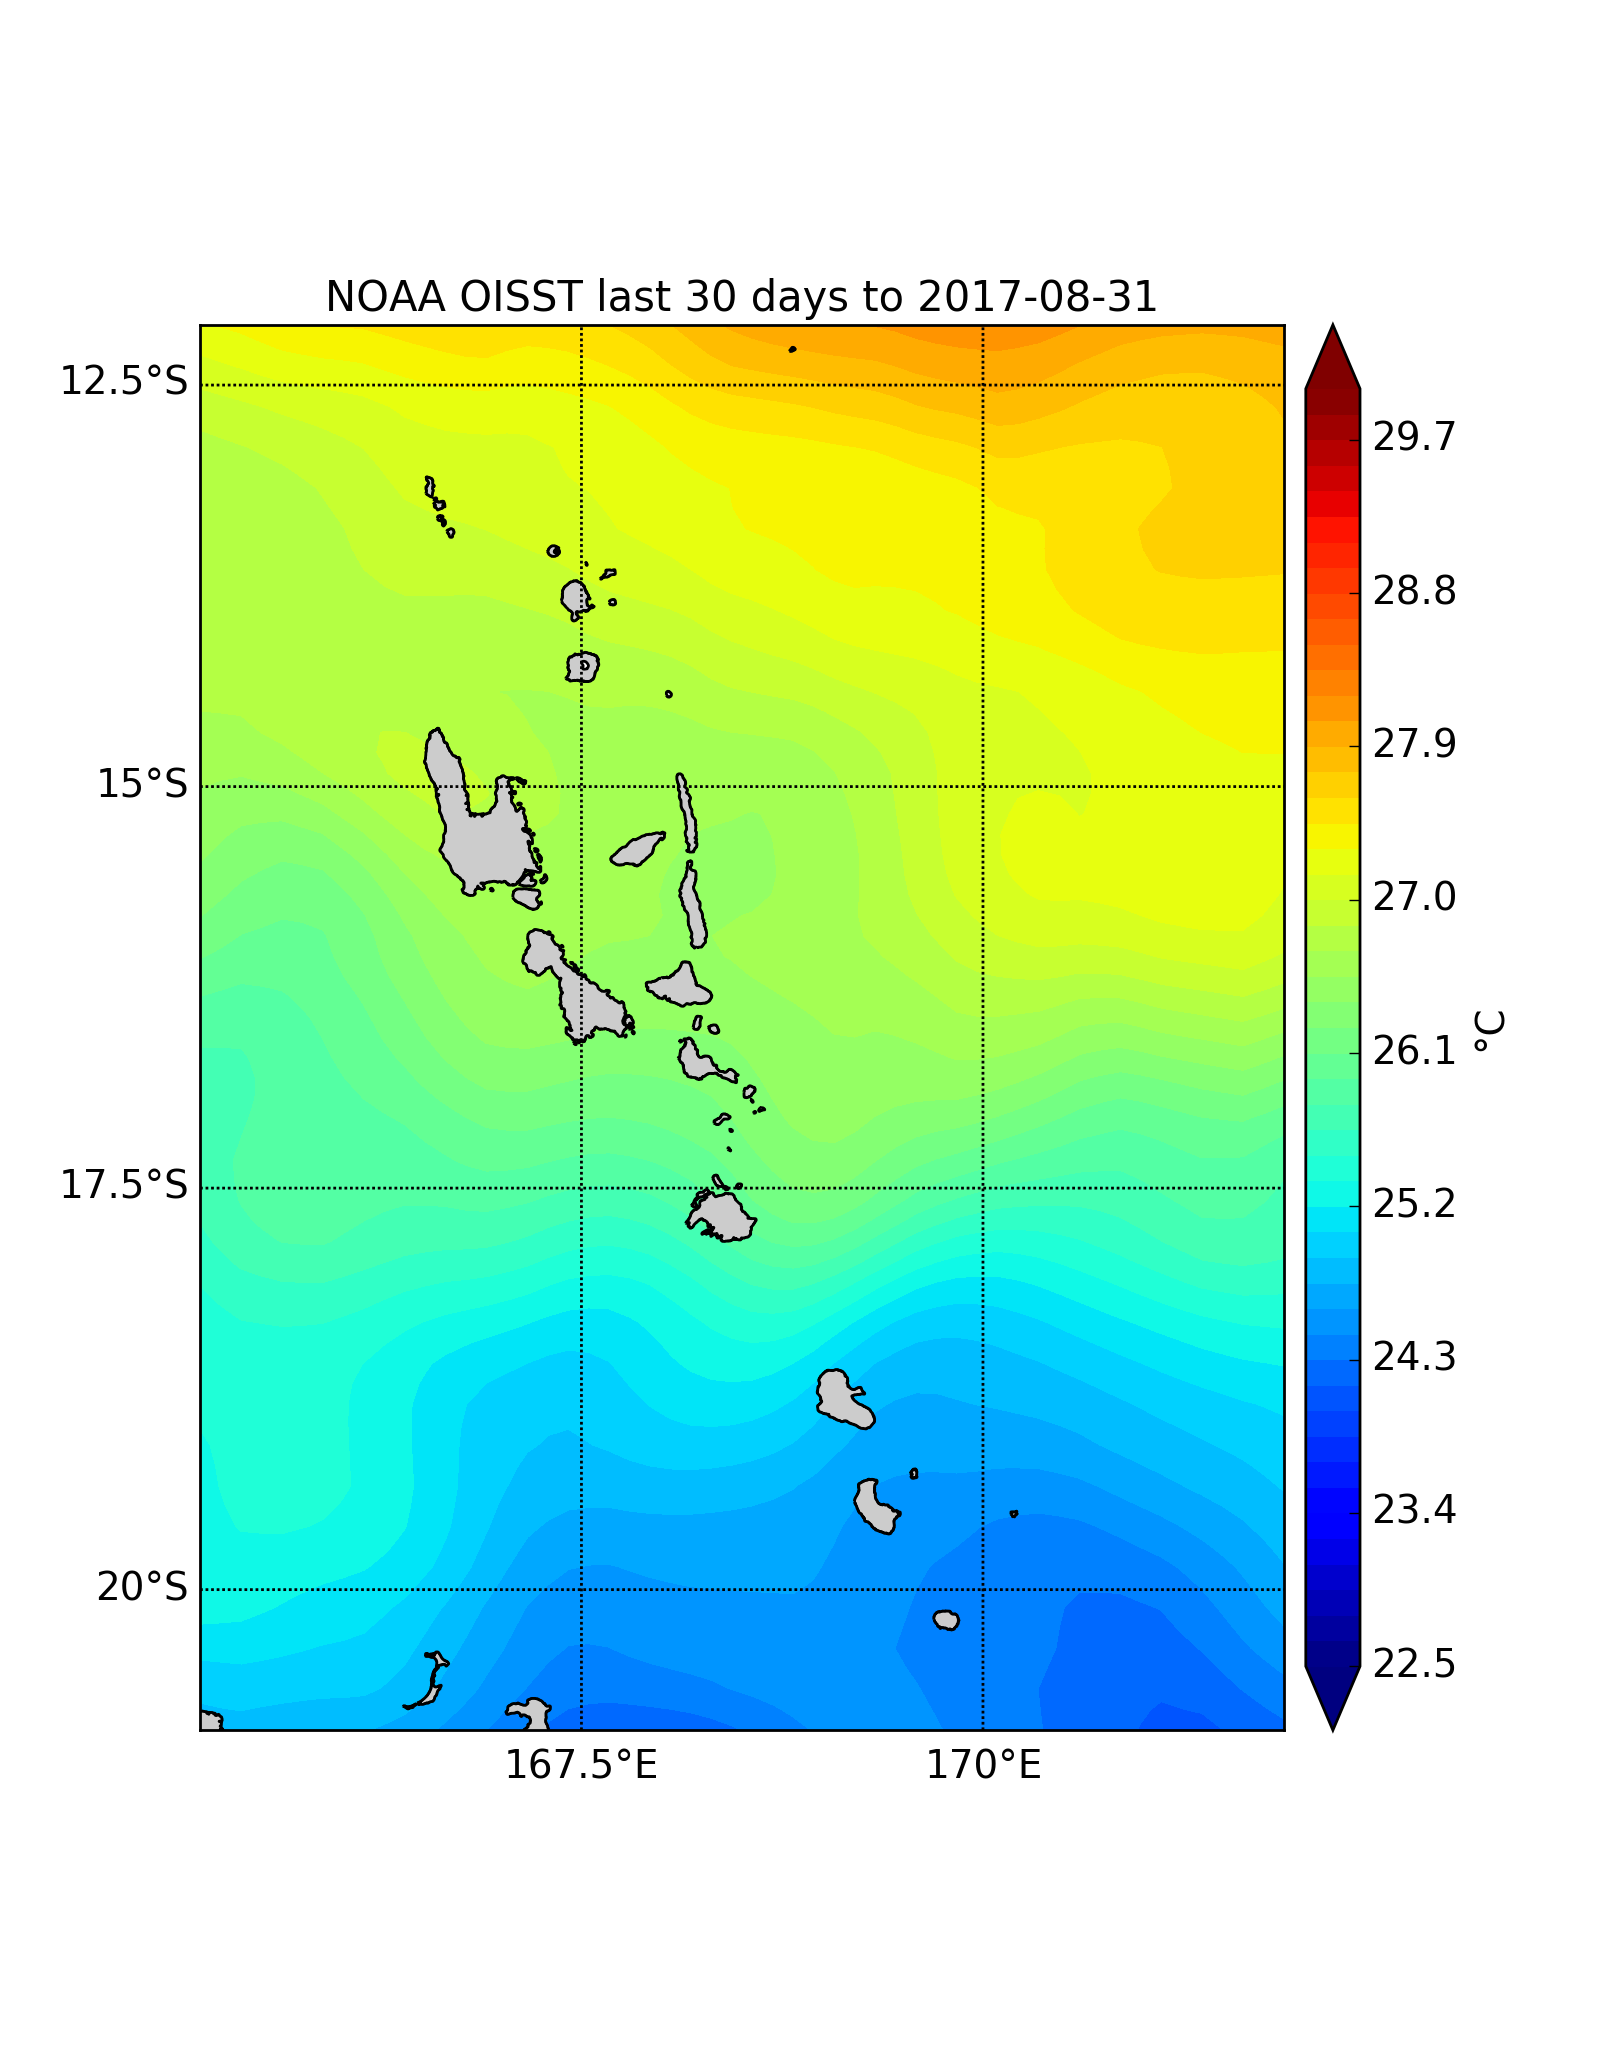 NOAA OISST last 30 days to 2017-08-31
12.5°S
15°S
17.5°S
20°S
167.5°E
170°E
29.7
28.8
27.9
27.0
26.1
25.2
24.3
23.4
22.5
°C